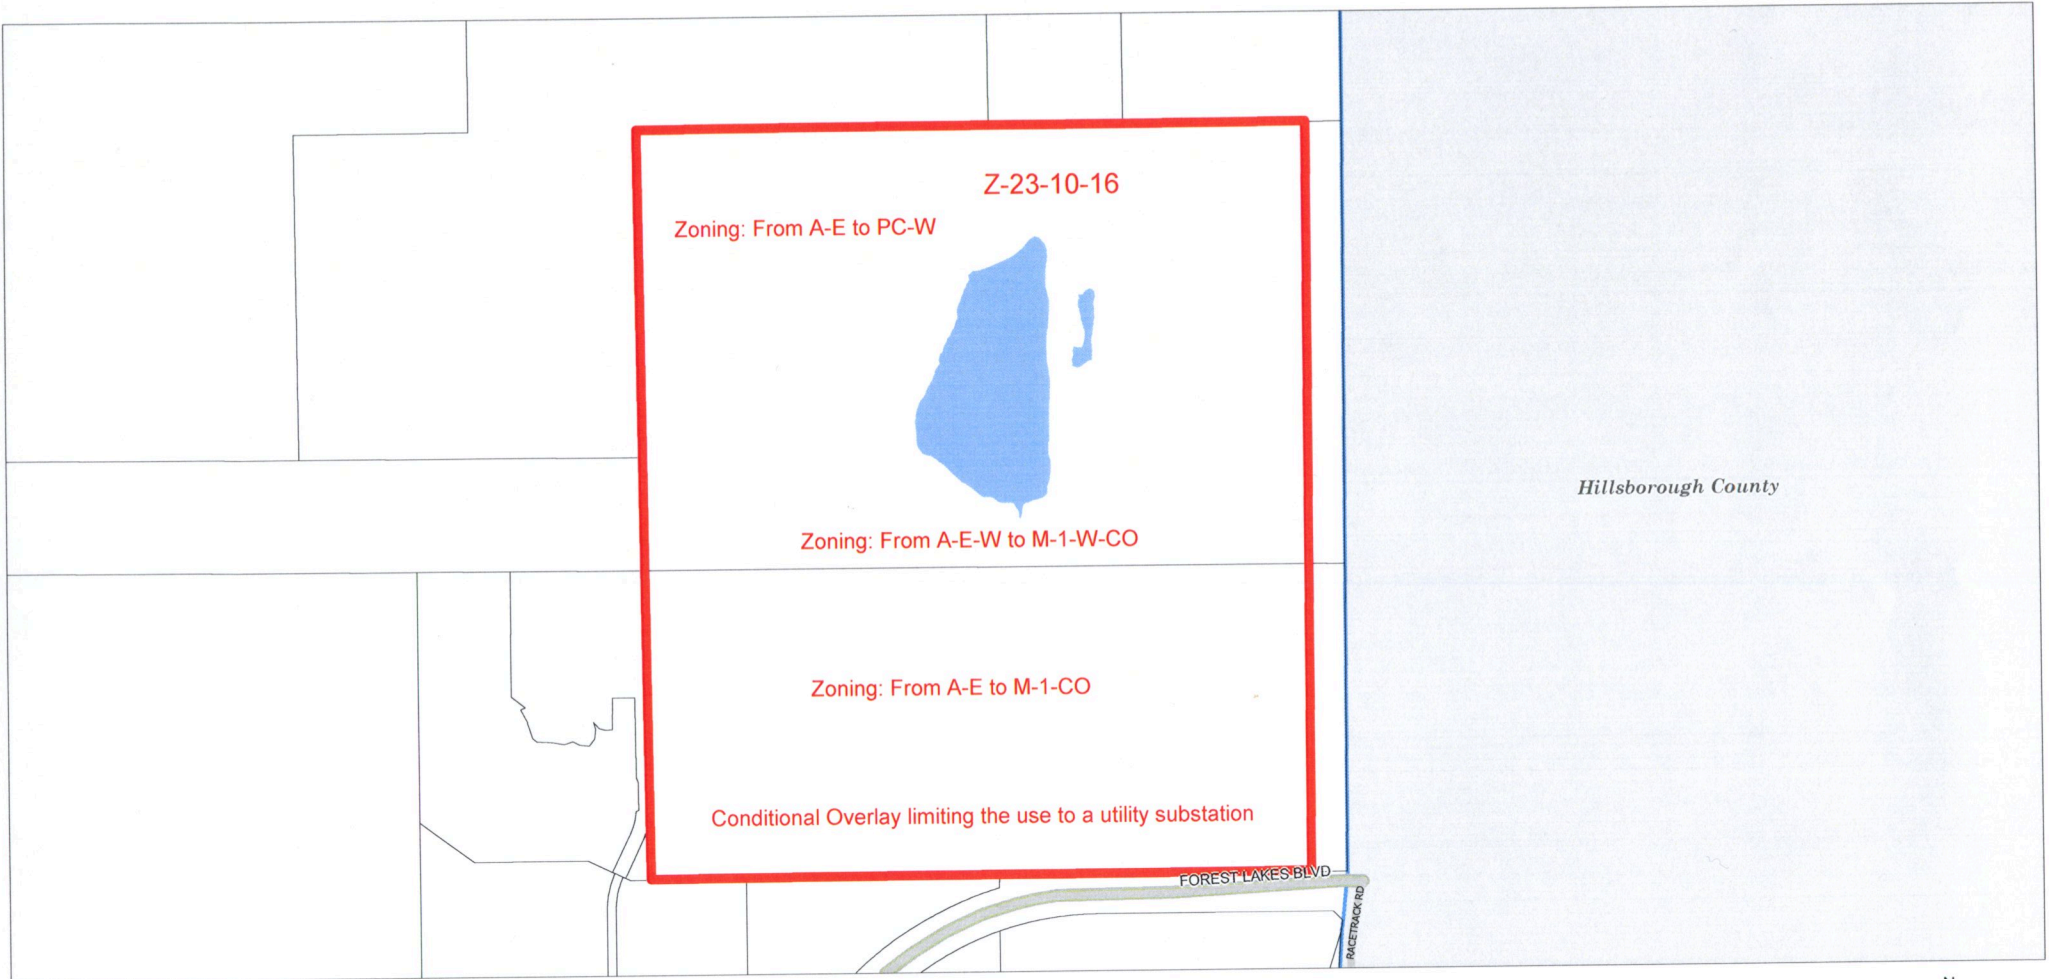 Z-23-10-16
Zoning: From A-E to PC-W
Hillsborough County
Zoning: From A-E-W to M-1-W-CO
Zoning: From A-E to M-1-CO
Conditional Overlay limiting the use to a utility substation
FOREST LAKES BLVD
RACETRACK RD